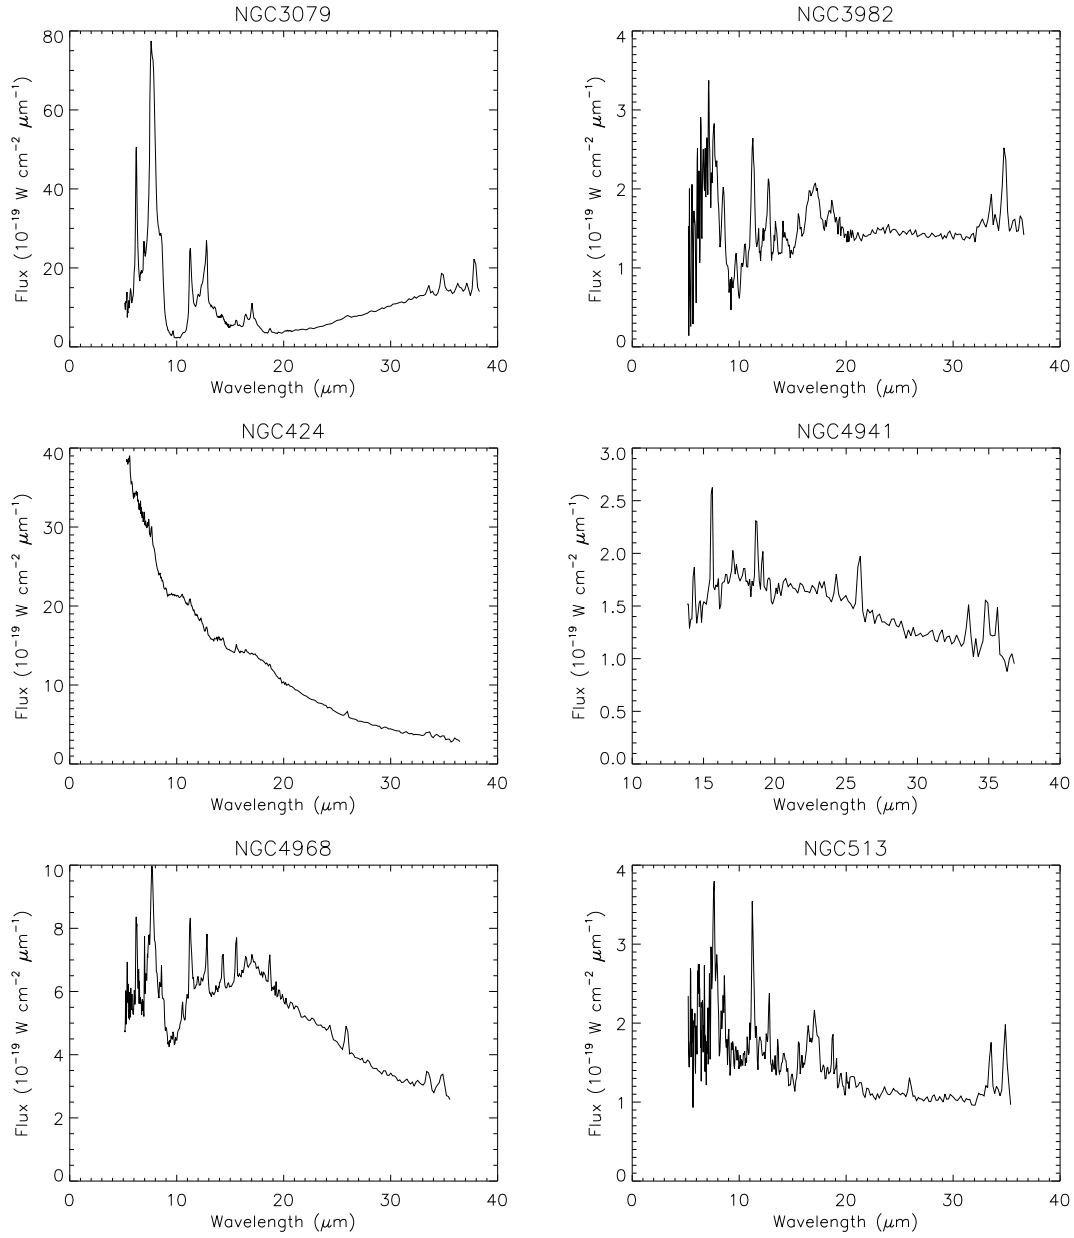 NGC3079
80
60
40
20
0
0 10 20 30 40
Wavelength (μm)
Flux (10⁻¹⁹ W cm⁻² μm⁻¹)
NGC3982
4
3
2
1
0
0 10 20 30 40
Wavelength (μm)
Flux (10⁻¹⁹ W cm⁻² μm⁻¹)
NGC424
40
30
20
10
0
0 10 20 30 40
Wavelength (μm)
Flux (10⁻¹⁹ W cm⁻² μm⁻¹)
NGC4941
3.0
2.5
2.0
1.5
1.0
0.5
0.0
10 15 20 25 30 35 40
Wavelength (μm)
Flux (10⁻¹⁹ W cm⁻² μm⁻¹)
NGC4968
10
8
6
4
2
0
0 10 20 30 40
Wavelength (μm)
Flux (10⁻¹⁹ W cm⁻² μm⁻¹)
NGC513
4
3
2
1
0
0 10 20 30 40
Wavelength (μm)
Flux (10⁻¹⁹ W cm⁻² μm⁻¹)